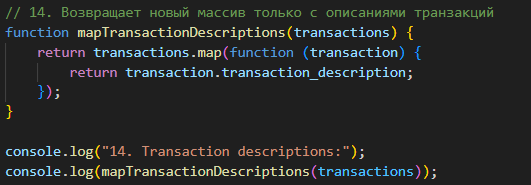 // 14. Возвращает новый массив только с описаниями транзакций
function mapTransactionDescriptions(transactions) {
    return transactions.map(function (transaction) {
        return transaction.transaction_description;
    });
}

console.log("14. Transaction descriptions:");
console.log(mapTransactionDescriptions(transactions));